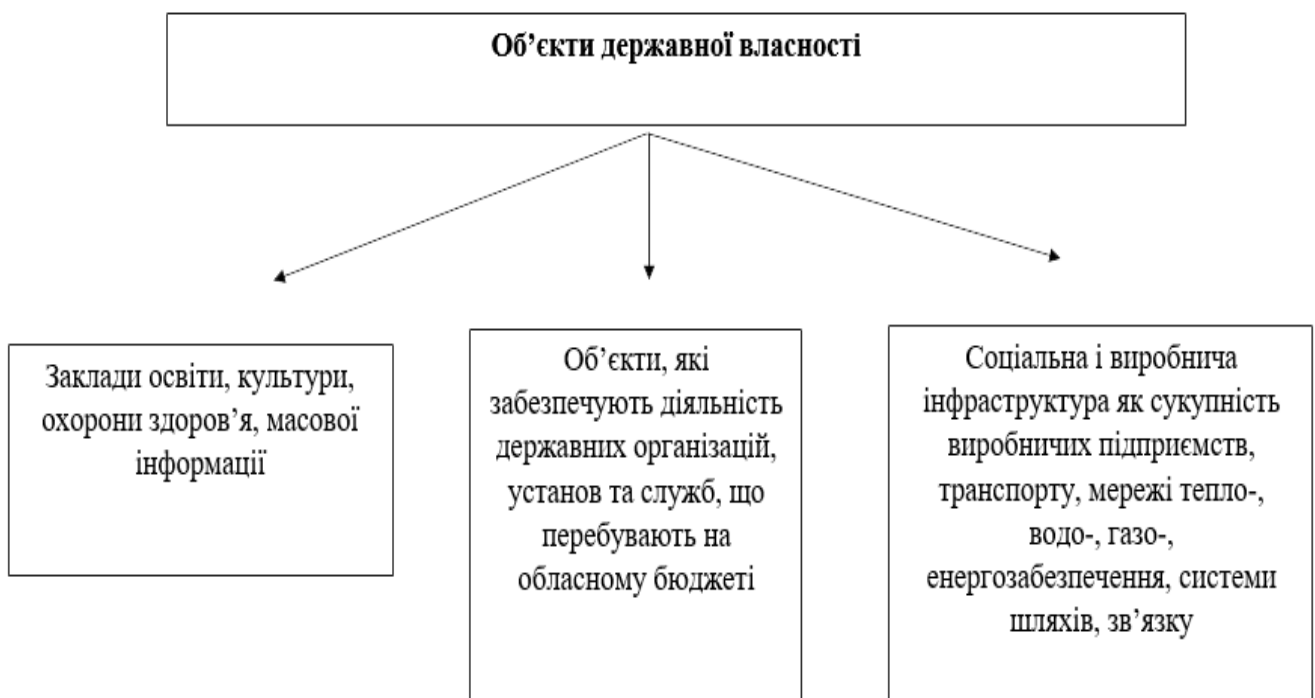 Об’єкти державної власності
Заклади освіти, культури,
охорони здоров’я, масової
інформації
Об’єкти, які
забезпечують діяльність
державних організацій,
установ та служб, що
перебувають на
обласному бюджеті
Соціальна і виробнича
інфраструктура як сукупність
виробничих підприємств,
транспорту, мережі тепло-,
водо-, газо-,
енергозабезпечення, системи
шляхів, зв’язку